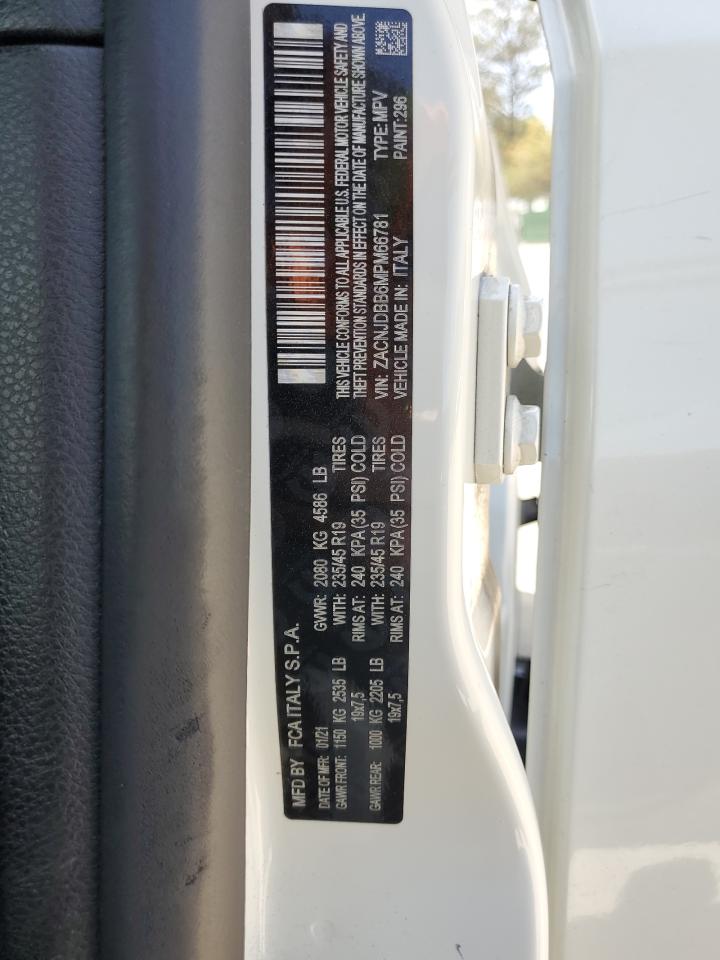 MFD BY FCA ITALY S.P.A.
DATE OF MFR: 01/21 GVWR: 2080 KG 4586 LB
GAWR FRONT: 1150 KG 2535 LB WITH: 235/45 R19 TIRES
19x7,5 RIMS AT: 240 KPA(35 PSI) COLD
GAWR REAR: 1000 KG 2205 LB WITH: 235/45 R19 TIRES
19x7,5 RIMS AT: 240 KPA (35 PSI) COLD
THIS VEHICLE CONFORMS TO ALL APPLICABLE U.S. FEDERAL MOTOR VEHICLE SAFETY AND
THEFT PREVENTION STANDARDS IN EFFECT ON THE DATE OF MANUFACTURE SHOWN ABOVE.
VIN: ZACNJDBB6MPM66781 TYPE: MPV
VEHICLE MADE IN: ITALY PAINT: 296